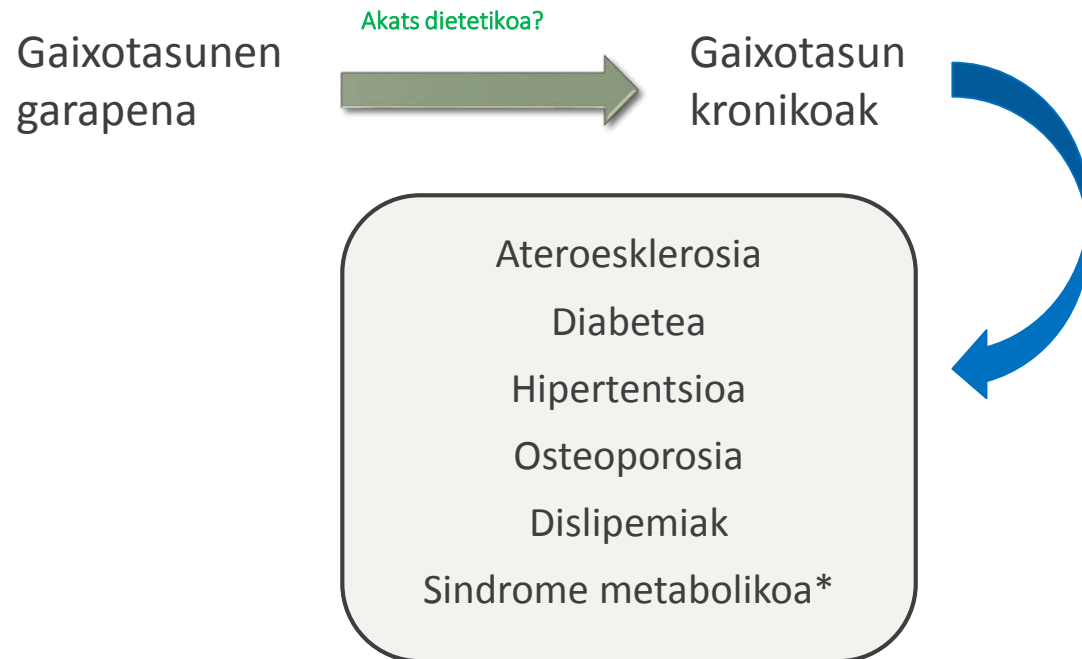 Akats dietetikoa?
Gaixotasunen
garapena
Gaixotasun
kronikoak
Ateroesklerosia
Diabetea
Hipertentsioa
Osteoporosia
Dislipemiak
Sindrome metabolikoa*